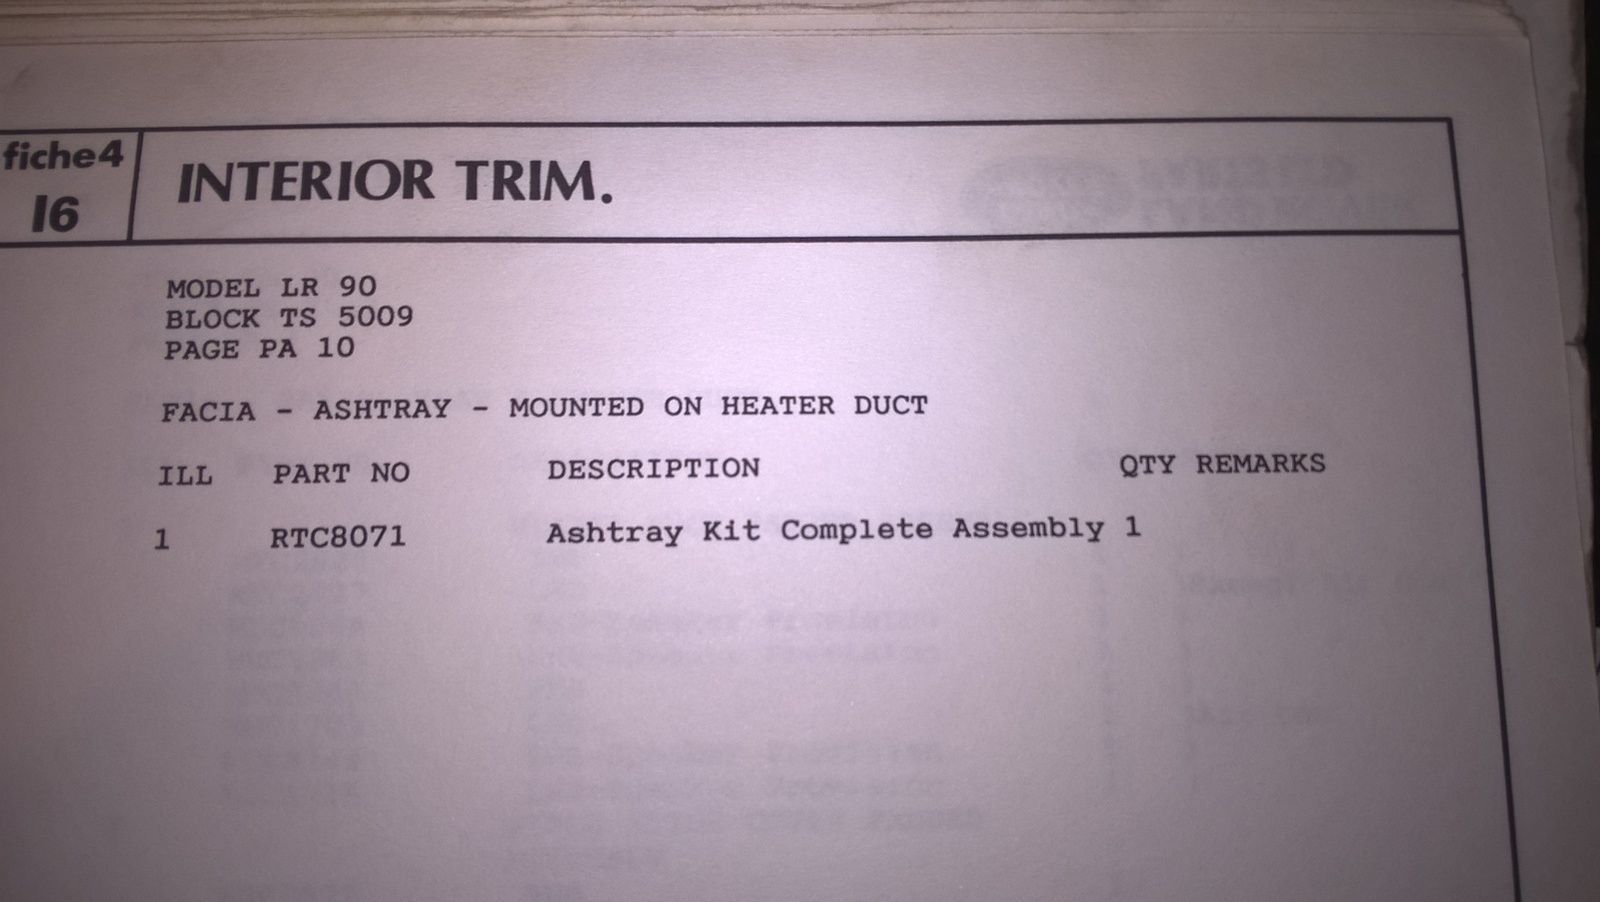 fiche4
I6
INTERIOR TRIM.
MODEL LR 90
BLOCK TS 5009
PAGE PA 10
FACIA - ASHTRAY - MOUNTED ON HEATER DUCT
ILL PART NO DESCRIPTION QTY REMARKS
1 RTC8071 Ashtray Kit Complete Assembly 1